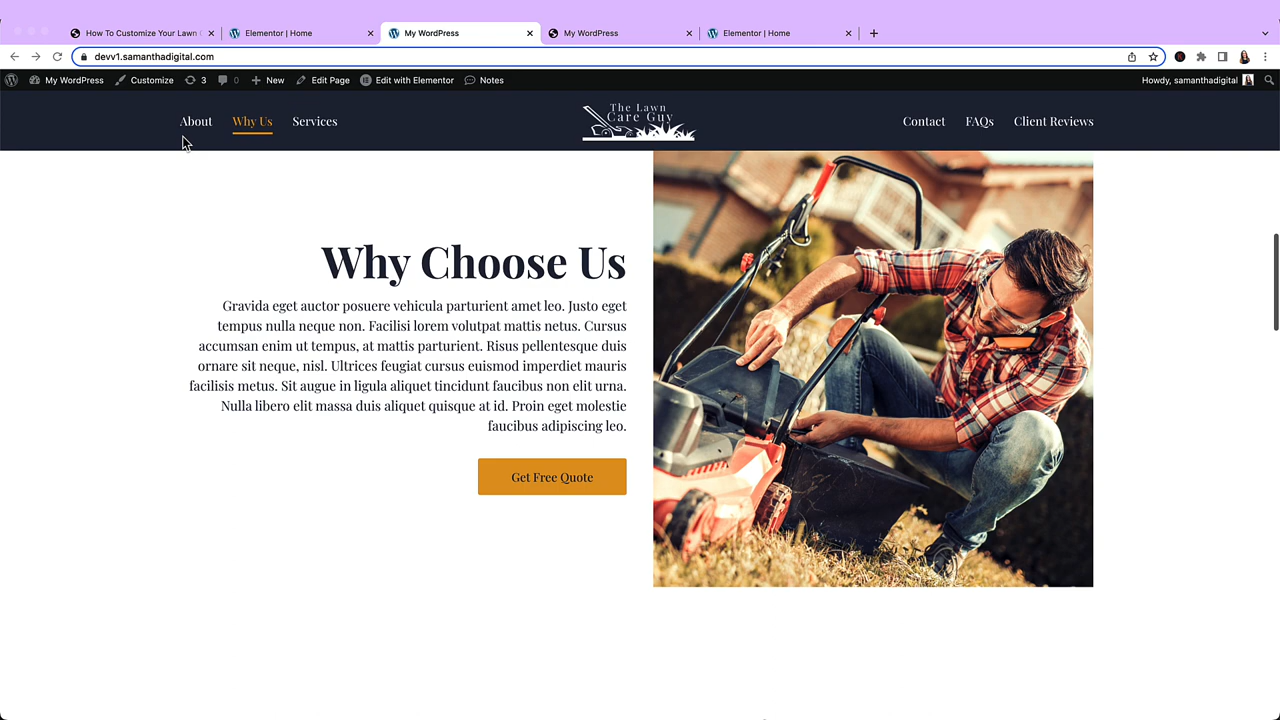 How To Customize Your Lawn
Elementor | Home
My WordPress
My WordPress
Elementor | Home
devv1.samanthadigital.com
My WordPress
Customize
3
0
New
Edit Page
Edit with Elementor
Notes
Howdy, samanthadigital
About
Why Us
Services
The Lawn
Care Guy
Contact
FAQs
Client Reviews
Why Choose Us
Gravida eget auctor posuere vehicula parturient amet leo. Justo eget
tempus nulla neque non. Facilisi lorem volutpat mattis netus. Cursus
accumsan enim ut tempus, at mattis parturient. Risus pellentesque duis
ornare sit neque, nisl. Ultrices feugiat cursus euismod imperdiet mauris
facilisis metus. Sit augue in ligula aliquet tincidunt faucibus non elit urna.
Nulla libero elit massa duis aliquet quisque at id. Proin eget molestie
faucibus adipiscing leo.
Get Free Quote